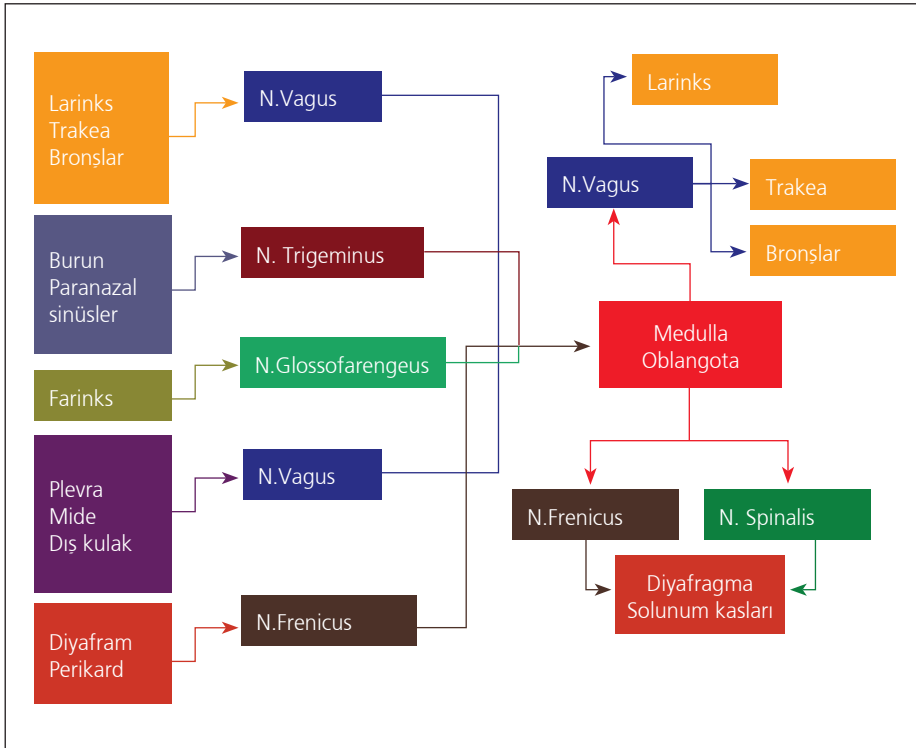 Larinks
Trakea
Bronşlar
N.Vagus
Burun
Paranazal
sinüsler
N. Trigeminus
Farinks
N.Glossofarengeus
Plevra
Mide
Dış kulak
N.Vagus
Diyafram
Perikard
N.Frenicus
Larinks
N.Vagus
Trakea
Bronşlar
Medulla
Oblangota
N.Frenicus
N. Spinalis
Diyafragma
Solunum kasları